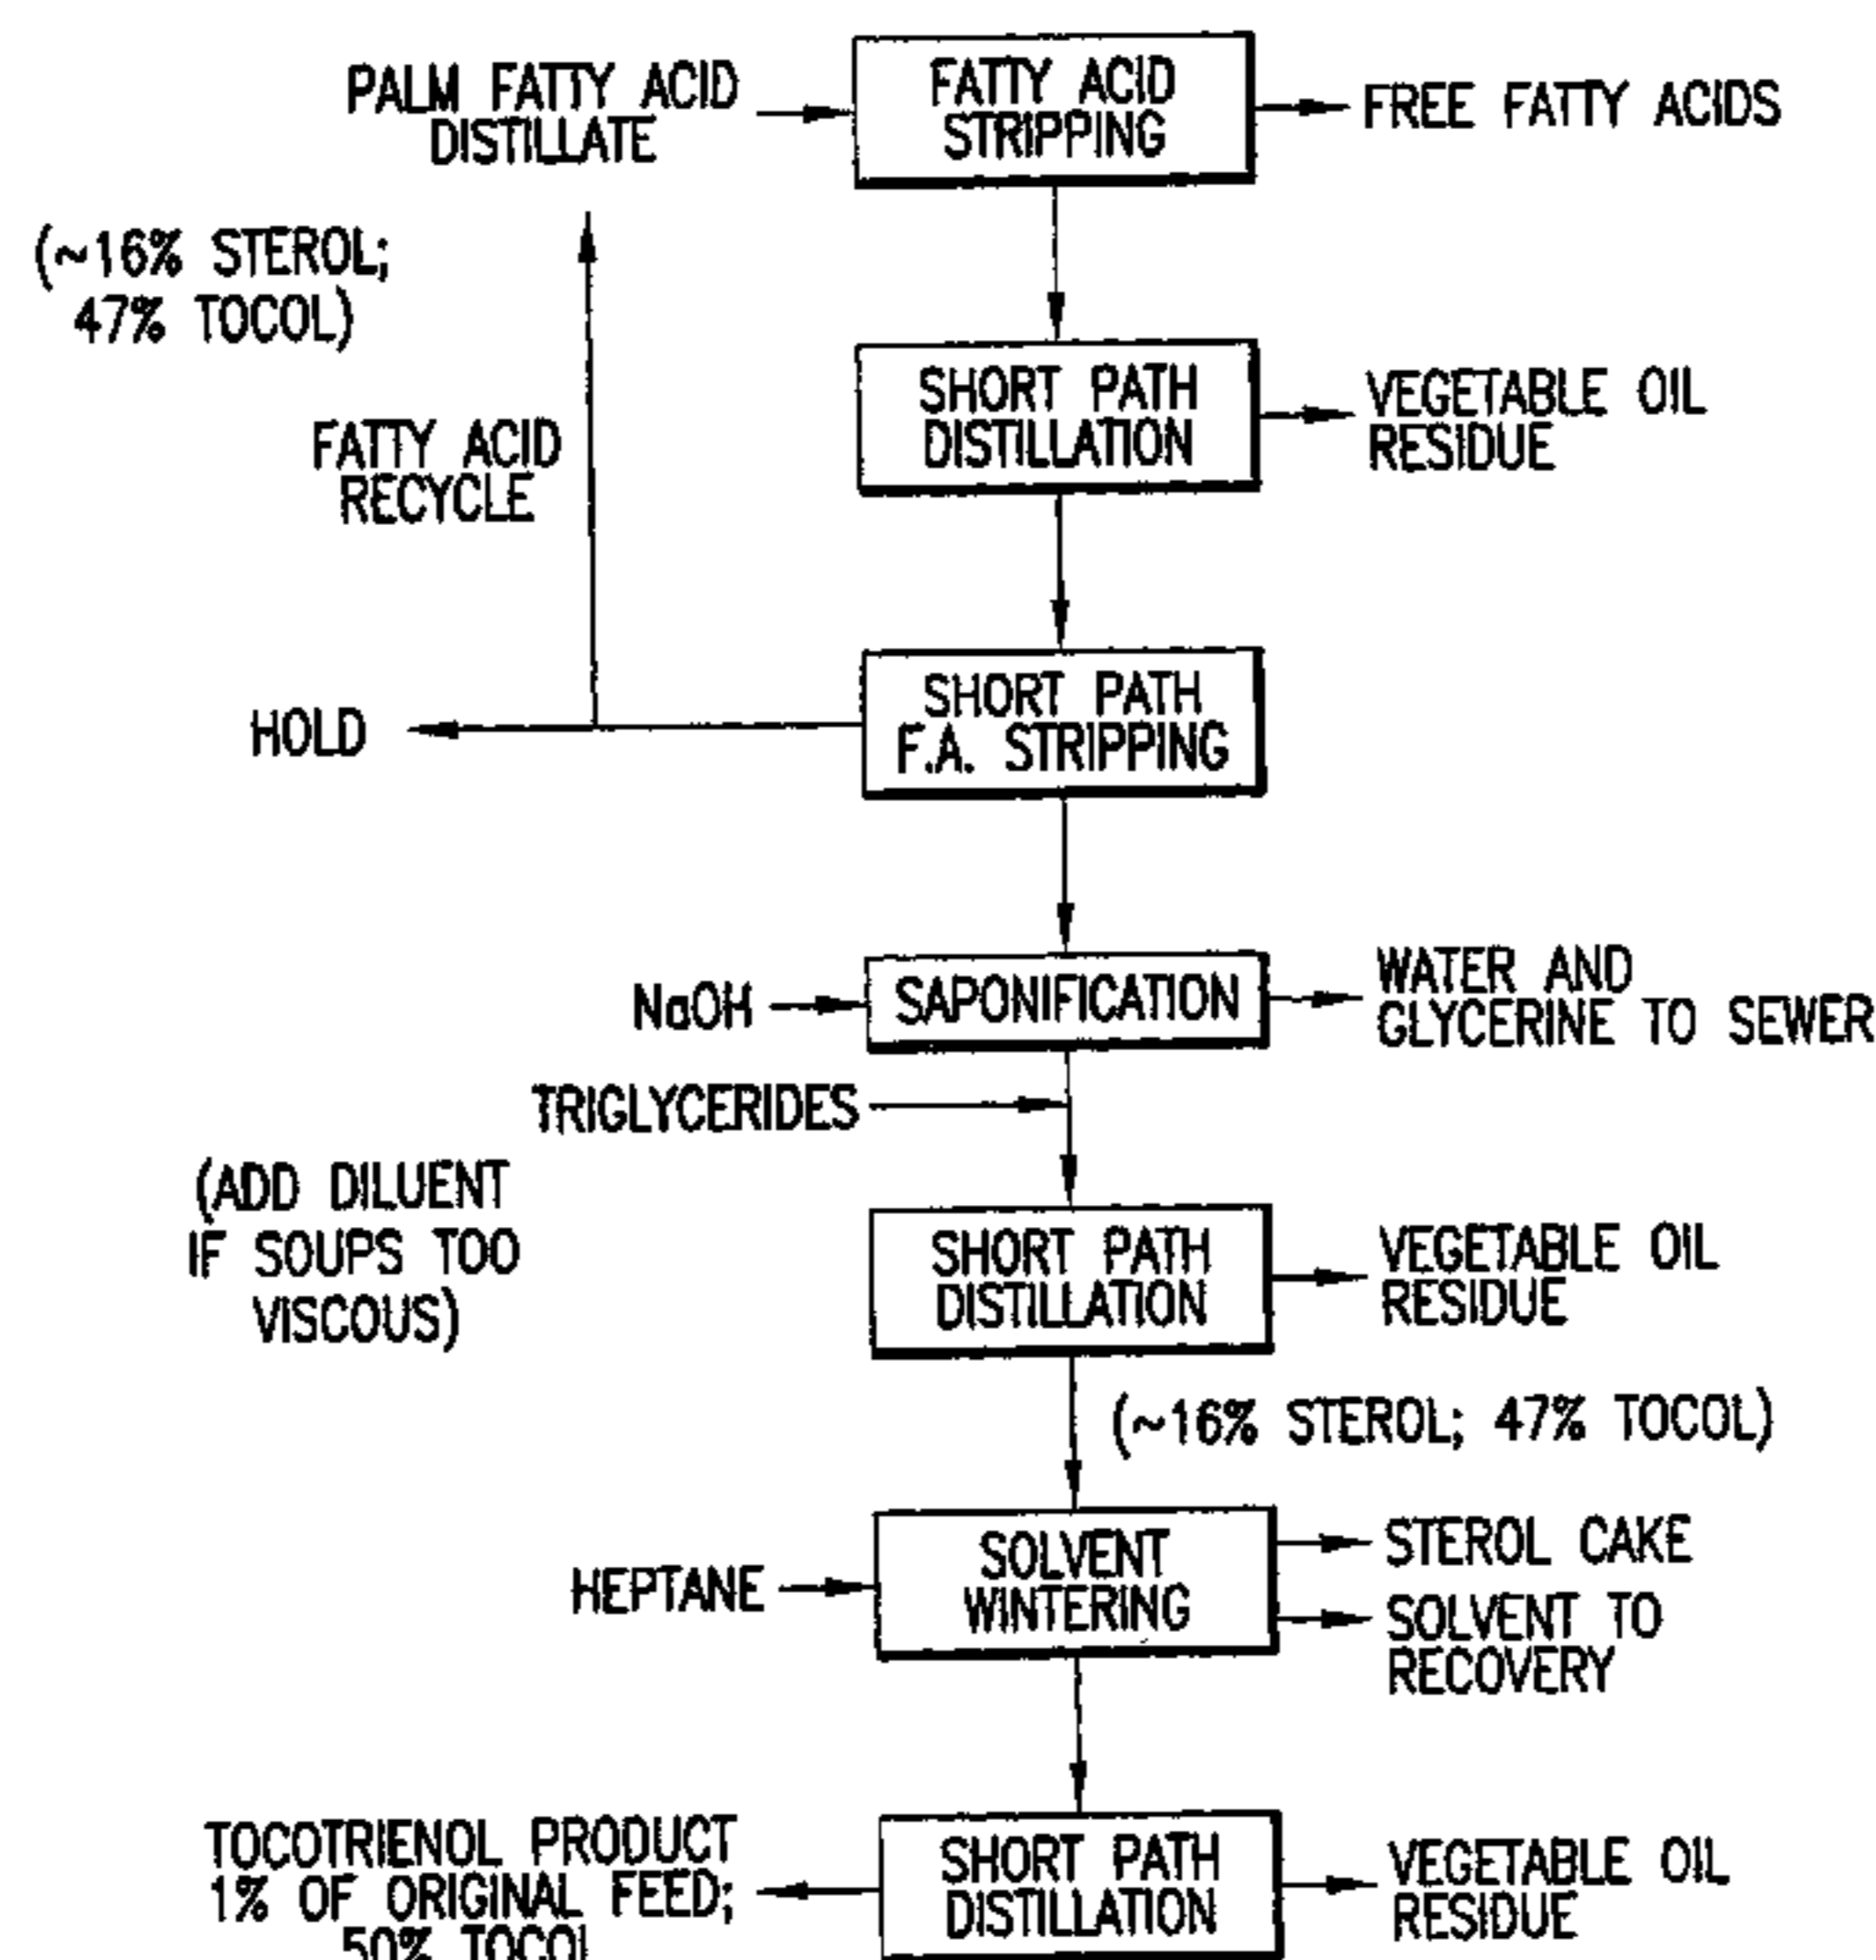 PALM FATTY ACID
DISTILLATE
FATTY ACID
STRIPPING
FREE FATTY ACIDS
(~16% STEROL;
47% TOCOL)
SHORT PATH
DISTILLATION
VEGETABLE OIL
RESIDUE
FATTY ACID
RECYCLE
SHORT PATH
F.A. STRIPPING
HOLD
NaOH
SAPONIFICATION
WATER AND
GLYCERINE TO SEWER
TRIGLYCERIDES
(ADD DILUENT
IF SOUPS TOO
VISCOUS)
SHORT PATH
DISTILLATION
VEGETABLE OIL
RESIDUE
(~16% STEROL; 47% TOCOL)
HEPTANE
SOLVENT
WINTERING
STEROL CAKE
SOLVENT TO
RECOVERY
TOCOTRIENOL PRODUCT
1% OF ORIGINAL FEED;
50% TOCOL
SHORT PATH
DISTILLATION
VEGETABLE OIL
RESIDUE